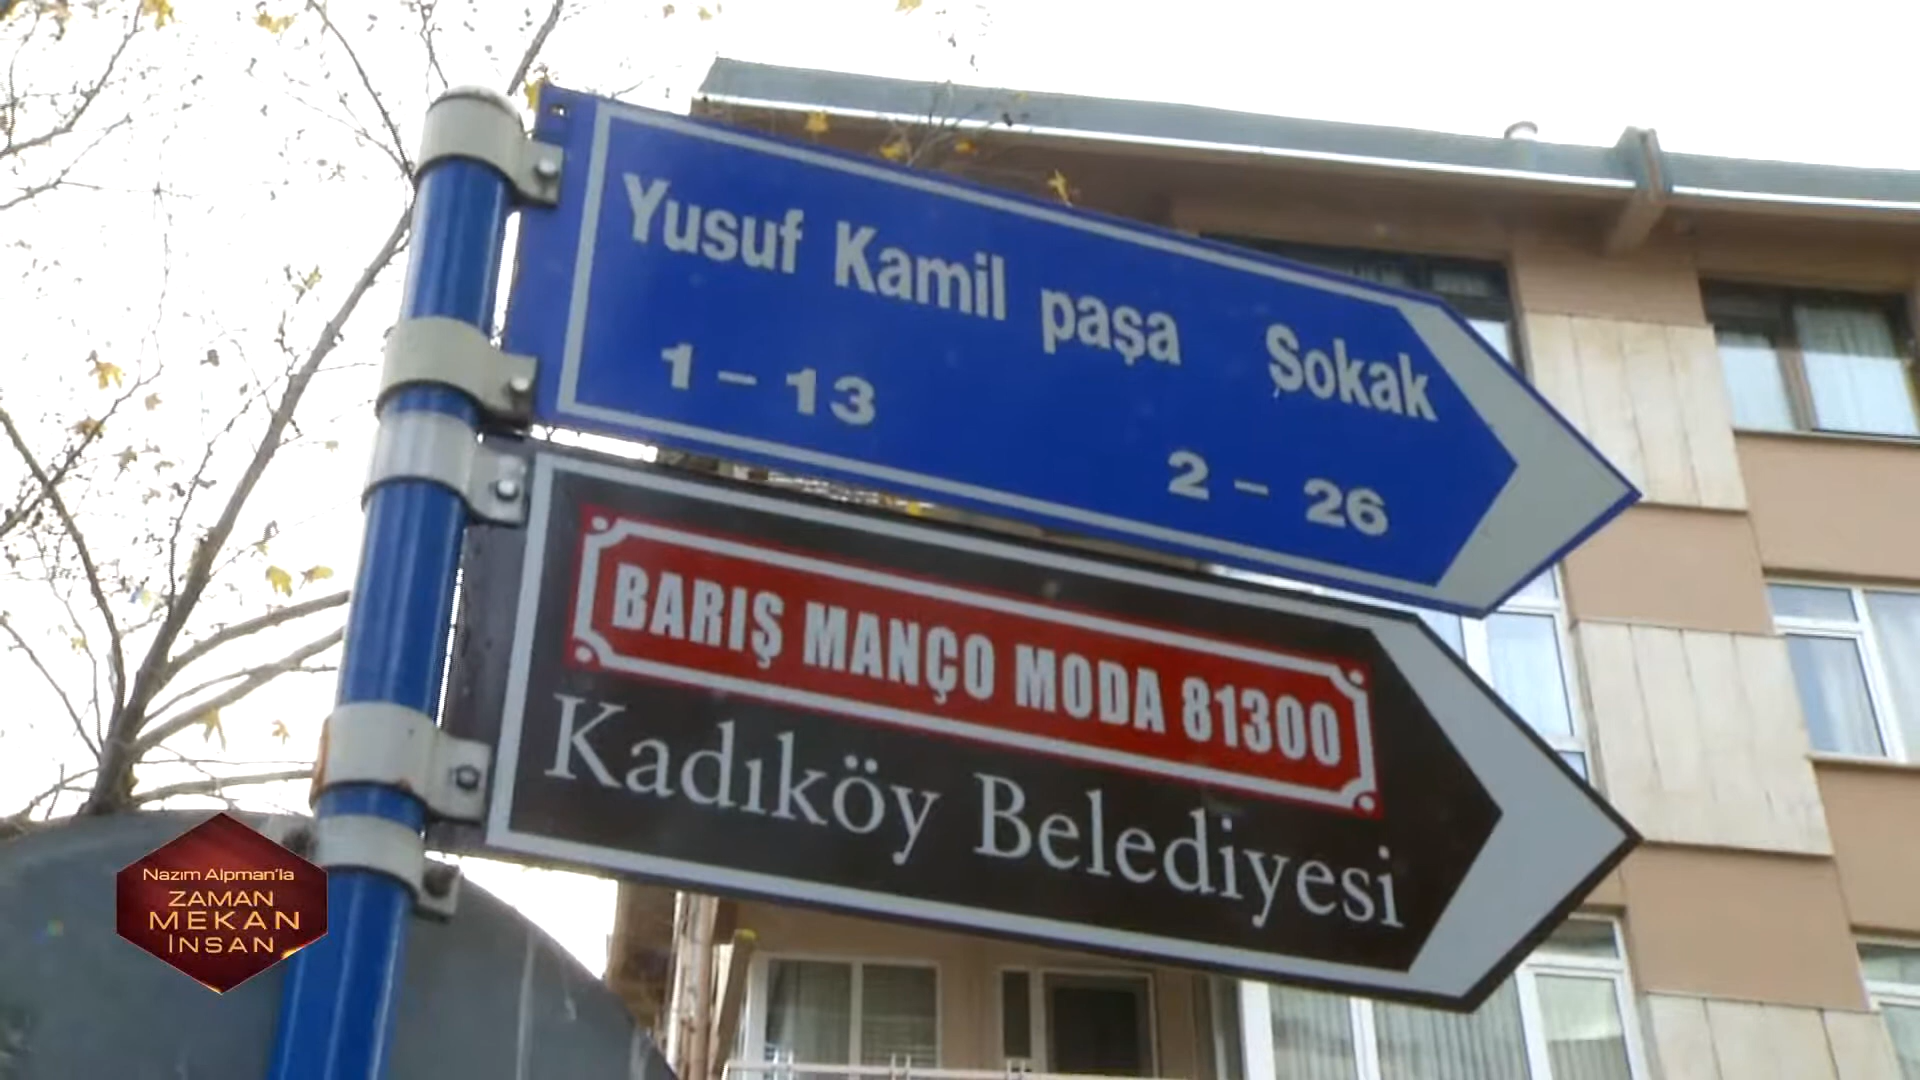 Yusuf Kamil paşa Sokak
1 – 13
2 – 26
BARIŞ MANÇO MODA 81300
Kadıköy Belediyesi
Nazım Alpman'la
ZAMAN
MEKAN
İNSAN